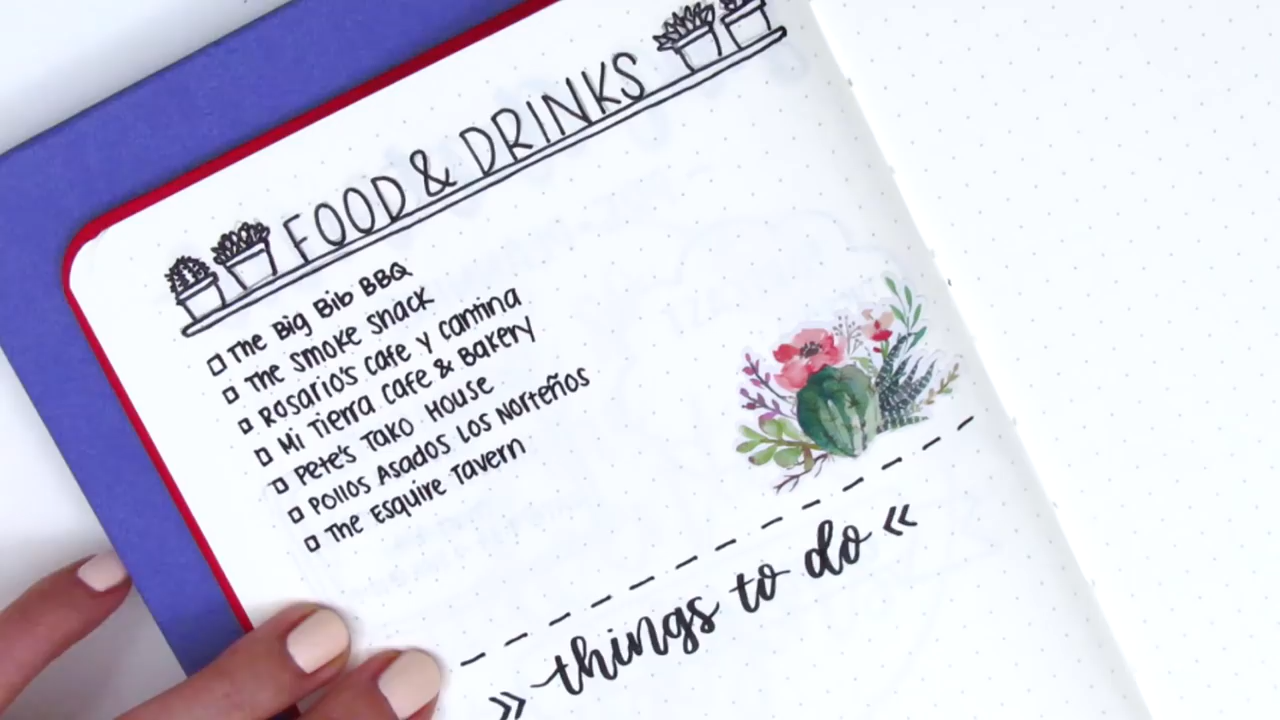 FOOD & DRINKS
The Big Bib BBQ
The Smoke Shack
Rosario's Cafe y Cantina
Mi Tierra Cafe & Bakery
Pete's Tako House
Pollos Asados Los Norteños
The Esquire Tavern
» things to do «